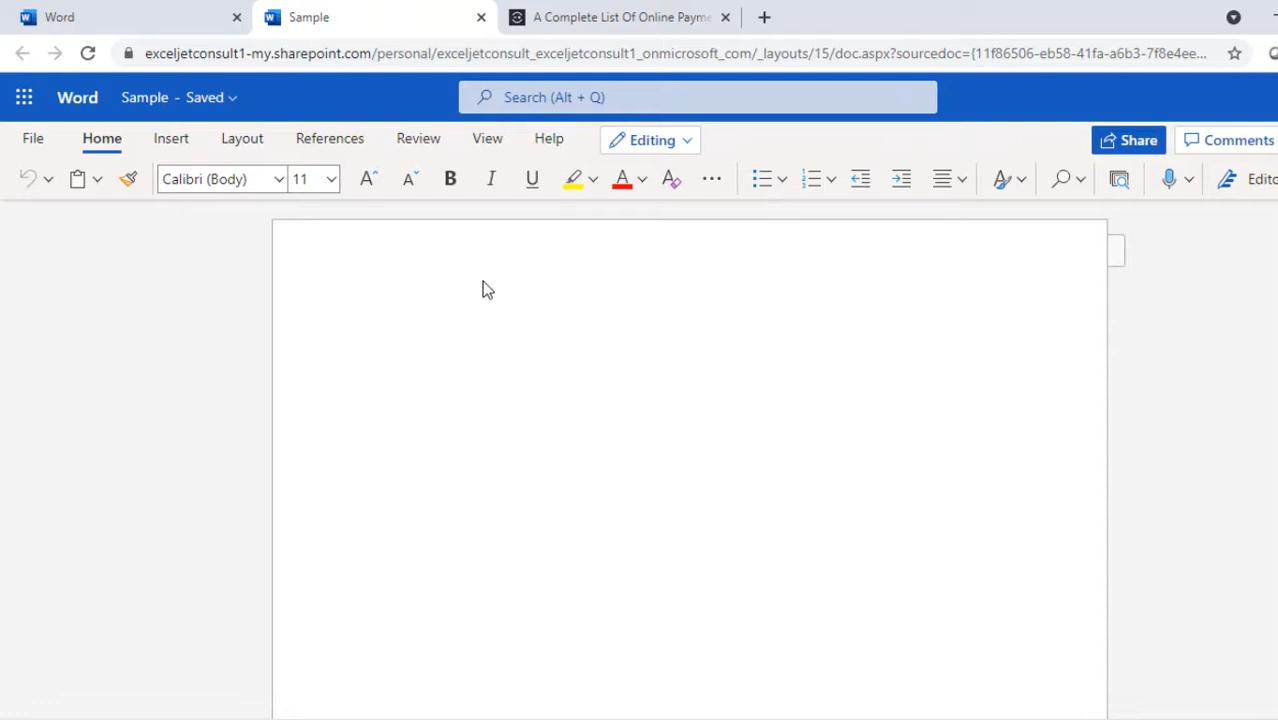 Word
Sample
A Complete List Of Online Payme
exceljetconsult1-my.sharepoint.com/personal/exceljetconsult_exceljetconsult1_onmicrosoft_com/_layouts/15/doc.aspx?sourcedoc={11f86506-eb58-41fa-a6b3-7f8e4ee...
Word Sample - Saved Search (Alt + Q)
File Home Insert Layout References Review View Help Editing Share Comments
Calibri (Body) 11 A A B I U A A Edito